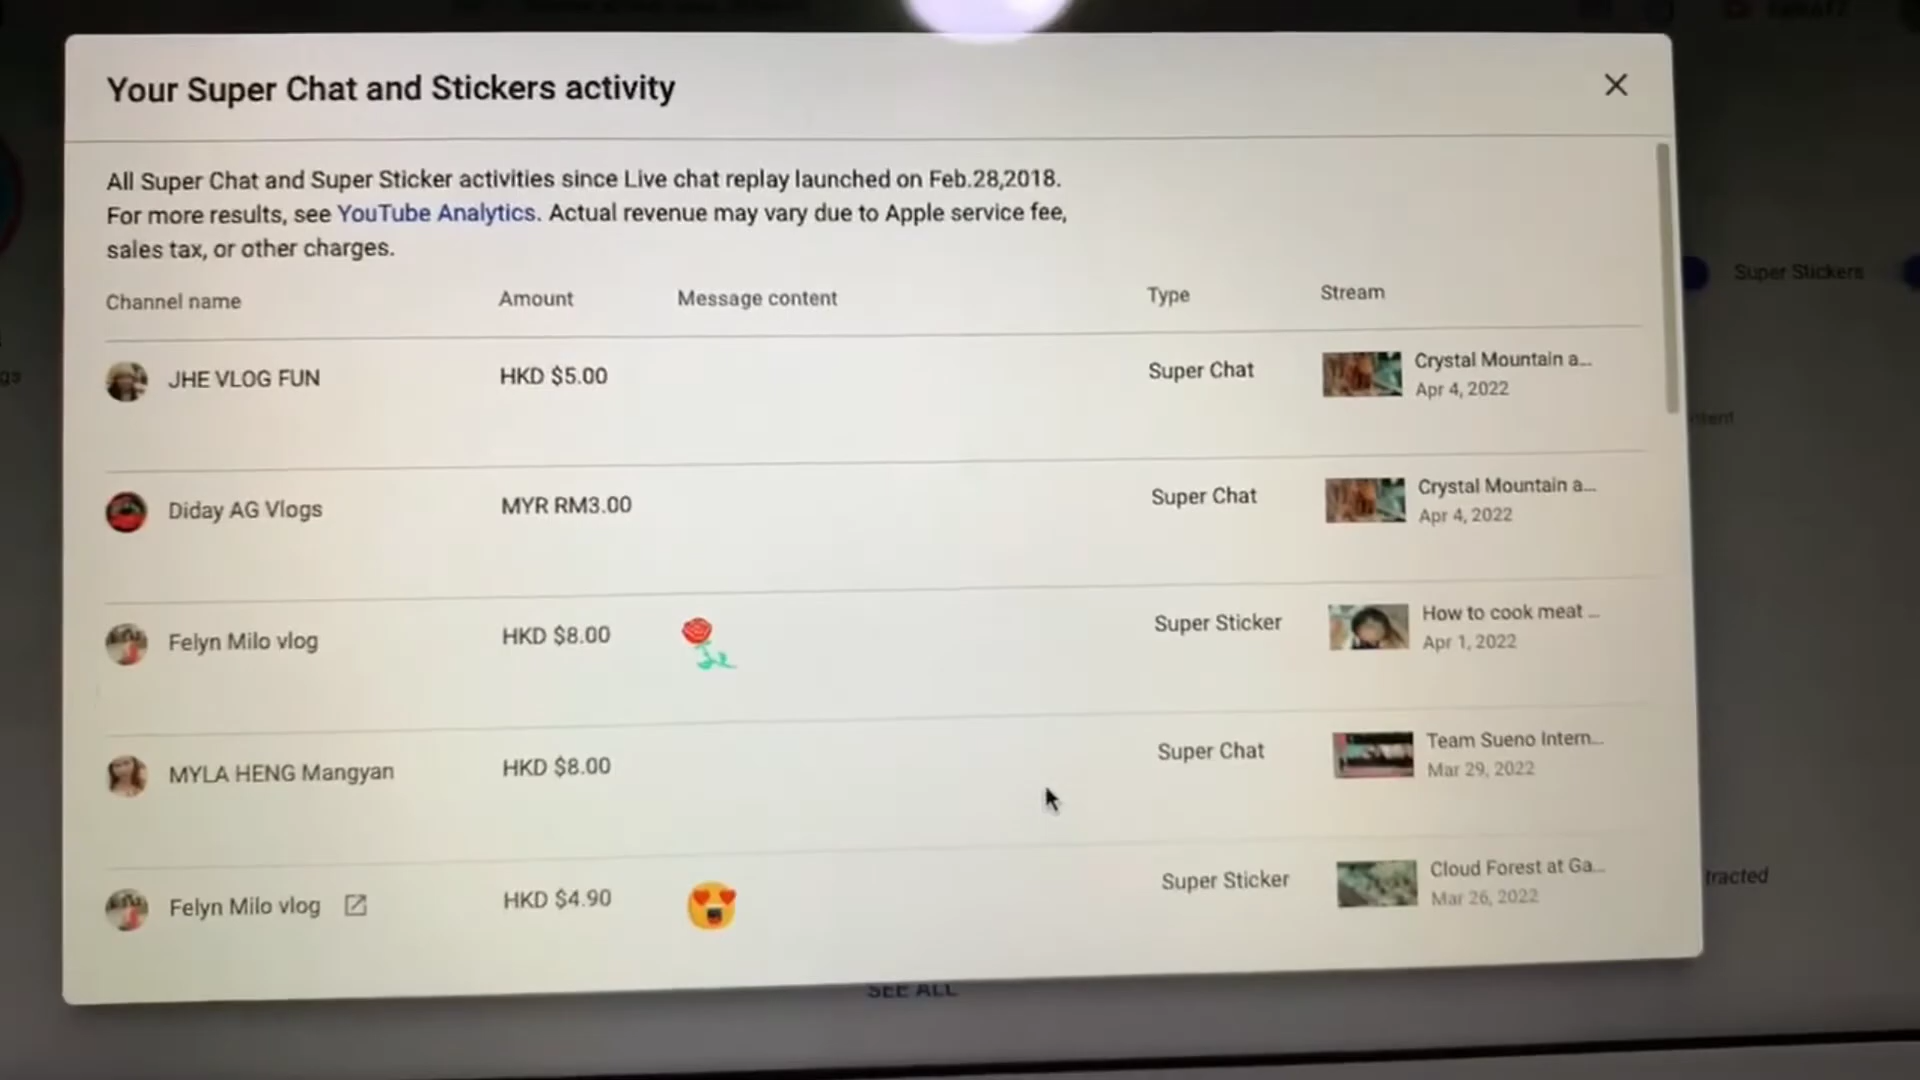 Your Super Chat and Stickers activity
All Super Chat and Super Sticker activities since Live chat replay launched on Feb.28,2018.
For more results, see YouTube Analytics. Actual revenue may vary due to Apple service fee,
sales tax, or other charges.
Channel name Amount Message content Type Stream
JHE VLOG FUN HKD $5.00 Super Chat Crystal Mountain a...
Apr 4, 2022
Diday AG Vlogs MYR RM3.00 Super Chat Crystal Mountain a...
Apr 4, 2022
Felyn Milo vlog HKD $8.00 Super Sticker How to cook meat ...
Apr 1, 2022
MYLA HENG Mangyan HKD $8.00 Super Chat Team Sueno Intern...
Mar 29, 2022
Felyn Milo vlog HKD $4.90 Super Sticker Cloud Forest at Ga...
Mar 26, 2022
Super Stickers
tracted
SEE ALL